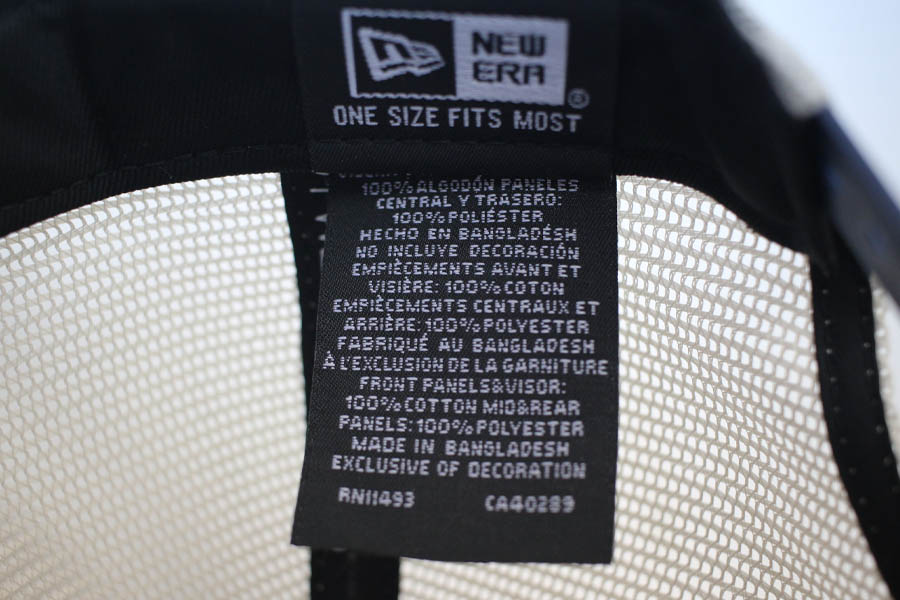 NEW
ERA
®
ONE SIZE FITS MOST
100% ALGODÓN PANELES
CENTRAL Y TRASERO:
100% POLIÉSTER
HECHO EN BANGLADÉSH
NO INCLUYE DECORACIÓN
EMPIÈCEMENTS AVANT ET
VISIÈRE: 100% COTON
EMPIÈCEMENTS CENTRAUX ET
ARRIÈRE: 100% POLYESTER
FABRIQUÉ AU BANGLADESH
À L'EXCLUSION DE LA GARNITURE
FRONT PANELS&VISOR:
100% COTTON MID&REAR
PANELS: 100% POLYESTER
MADE IN BANGLADESH
EXCLUSIVE OF DECORATION
RN11493 CA40289